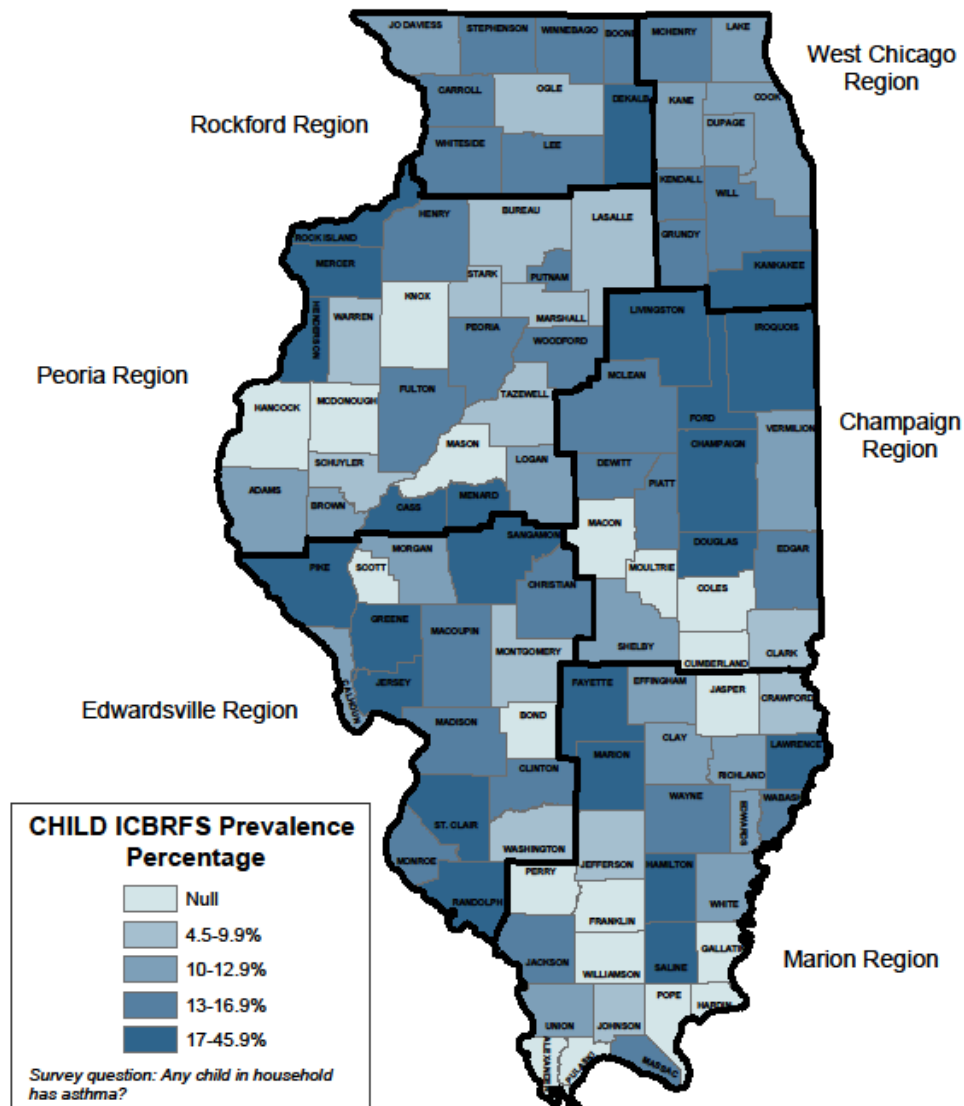 JO DAVIESS
STEPHENSON
WINNEBAGO
BOONE
MCHENRY
LAKE
West Chicago
Region
CARROLL
OGLE
DEKALB
KANE
COOK
DUPAGE
Rockford Region
WHITESIDE
LEE
KENDALL
WILL
HENRY
BUREAU
LASALLE
GRUNDY
ROCK ISLAND
MERCER
PUTNAM
KANKAKEE
STARK
KNOX
HENDERSON
WARREN
MARSHALL
LIVINGSTON
IROQUOIS
PEORIA
WOODFORD
Peoria Region
MCLEAN
FULTON
TAZEWELL
HANCOCK
MCDONOUGH
FORD
Champaign
Region
MASON
CHAMPAIGN
VERMILION
SCHUYLER
LOGAN
DEWITT
ADAMS
BROWN
MENARD
CASS
PIATT
MACON
SANGAMON
DOUGLAS
EDGAR
PIKE
MORGAN
SCOTT
MOULTRIE
CHRISTIAN
COLES
GREENE
MACOUPIN
SHELBY
MONTGOMERY
CLARK
CUMBERLAND
JERSEY
CALHOUN
FAYETTE
EFFINGHAM
JASPER
CRAWFORD
Edwardsville Region
MADISON
BOND
CLAY
MARION
LAWRENCE
CLINTON
RICHLAND
WAYNE
WABASH
EDWARDS
ST. CLAIR
WASHINGTON
MONROE
JEFFERSON
HAMILTON
PERRY
WHITE
RANDOLPH
FRANKLIN
GALLATIN
JACKSON
WILLIAMSON
SALINE
Marion Region
POPE
HARDIN
UNION
JOHNSON
ALEXANDER
PULASKI
MASSAC
CHILD ICBRFS Prevalence
Percentage
Null
4.5-9.9%
10-12.9%
13-16.9%
17-45.9%
Survey question: Any child in household
has asthma?